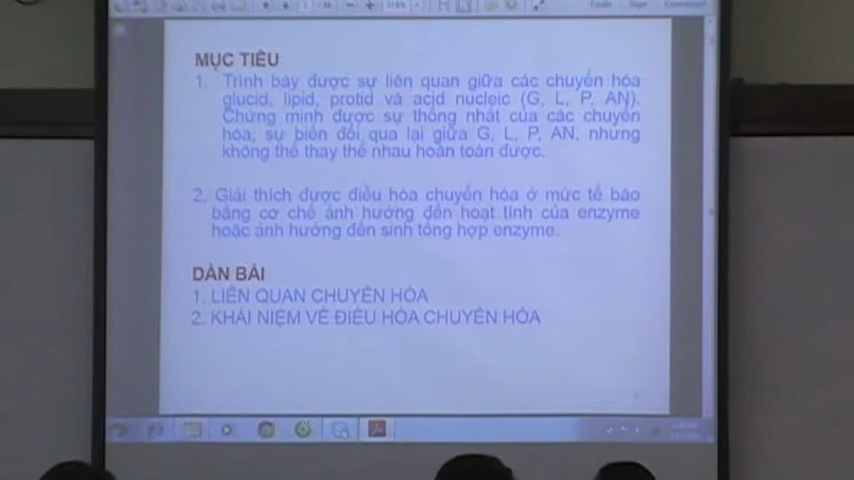 MỤC TIÊU
1. Trình bày được sự liên quan giữa các chuyển hóa
glucid, lipid, protid và acid nucleic (G, L, P, AN).
Chứng minh được sự thống nhất của các chuyển
hóa, sự biến đổi qua lại giữa G, L, P, AN, nhưng
không thể thay thế nhau hoàn toàn được.
2. Giải thích được điều hòa chuyển hóa ở mức tế bào
bằng cơ chế ảnh hưởng đến hoạt tính của enzyme
hoặc ảnh hưởng đến sinh tổng hợp enzyme.
DÀN BÀI
1. LIÊN QUAN CHUYỂN HÓA
2. KHÁI NIỆM VỀ ĐIỀU HÒA CHUYỂN HÓA